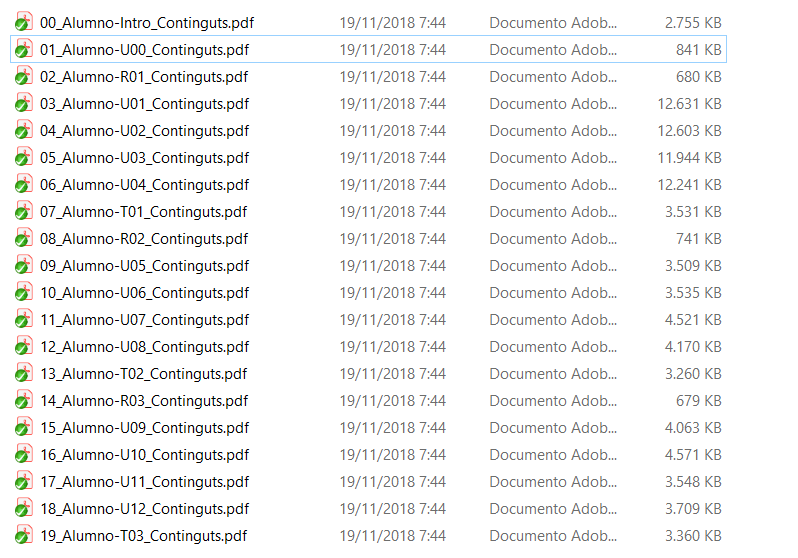 00_Alumno-Intro_Continguts.pdf 19/11/2018 7:44 Documento Adob... 2.755 KB
01_Alumno-U00_Continguts.pdf 19/11/2018 7:44 Documento Adob... 841 KB
02_Alumno-R01_Continguts.pdf 19/11/2018 7:44 Documento Adob... 680 KB
03_Alumno-U01_Continguts.pdf 19/11/2018 7:44 Documento Adob... 12.631 KB
04_Alumno-U02_Continguts.pdf 19/11/2018 7:44 Documento Adob... 12.603 KB
05_Alumno-U03_Continguts.pdf 19/11/2018 7:44 Documento Adob... 11.944 KB
06_Alumno-U04_Continguts.pdf 19/11/2018 7:44 Documento Adob... 12.241 KB
07_Alumno-T01_Continguts.pdf 19/11/2018 7:44 Documento Adob... 3.531 KB
08_Alumno-R02_Continguts.pdf 19/11/2018 7:44 Documento Adob... 741 KB
09_Alumno-U05_Continguts.pdf 19/11/2018 7:44 Documento Adob... 3.509 KB
10_Alumno-U06_Continguts.pdf 19/11/2018 7:44 Documento Adob... 3.535 KB
11_Alumno-U07_Continguts.pdf 19/11/2018 7:44 Documento Adob... 4.521 KB
12_Alumno-U08_Continguts.pdf 19/11/2018 7:44 Documento Adob... 4.170 KB
13_Alumno-T02_Continguts.pdf 19/11/2018 7:44 Documento Adob... 3.260 KB
14_Alumno-R03_Continguts.pdf 19/11/2018 7:44 Documento Adob... 679 KB
15_Alumno-U09_Continguts.pdf 19/11/2018 7:44 Documento Adob... 4.063 KB
16_Alumno-U10_Continguts.pdf 19/11/2018 7:44 Documento Adob... 4.571 KB
17_Alumno-U11_Continguts.pdf 19/11/2018 7:44 Documento Adob... 3.548 KB
18_Alumno-U12_Continguts.pdf 19/11/2018 7:44 Documento Adob... 3.709 KB
19_Alumno-T03_Continguts.pdf 19/11/2018 7:44 Documento Adob... 3.360 KB